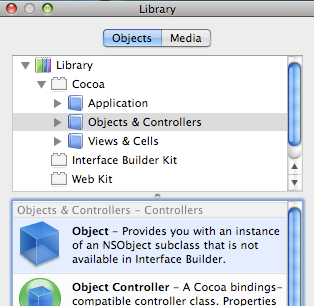 Library
Objects Media
Library
Cocoa
Application
Objects & Controllers
Views & Cells
Interface Builder Kit
Web Kit
Objects & Controllers – Controllers
Object – Provides you with an instance
of an NSObject subclass that is not
available in Interface Builder.
Object Controller – A Cocoa bindings-
compatible controller class. Properties